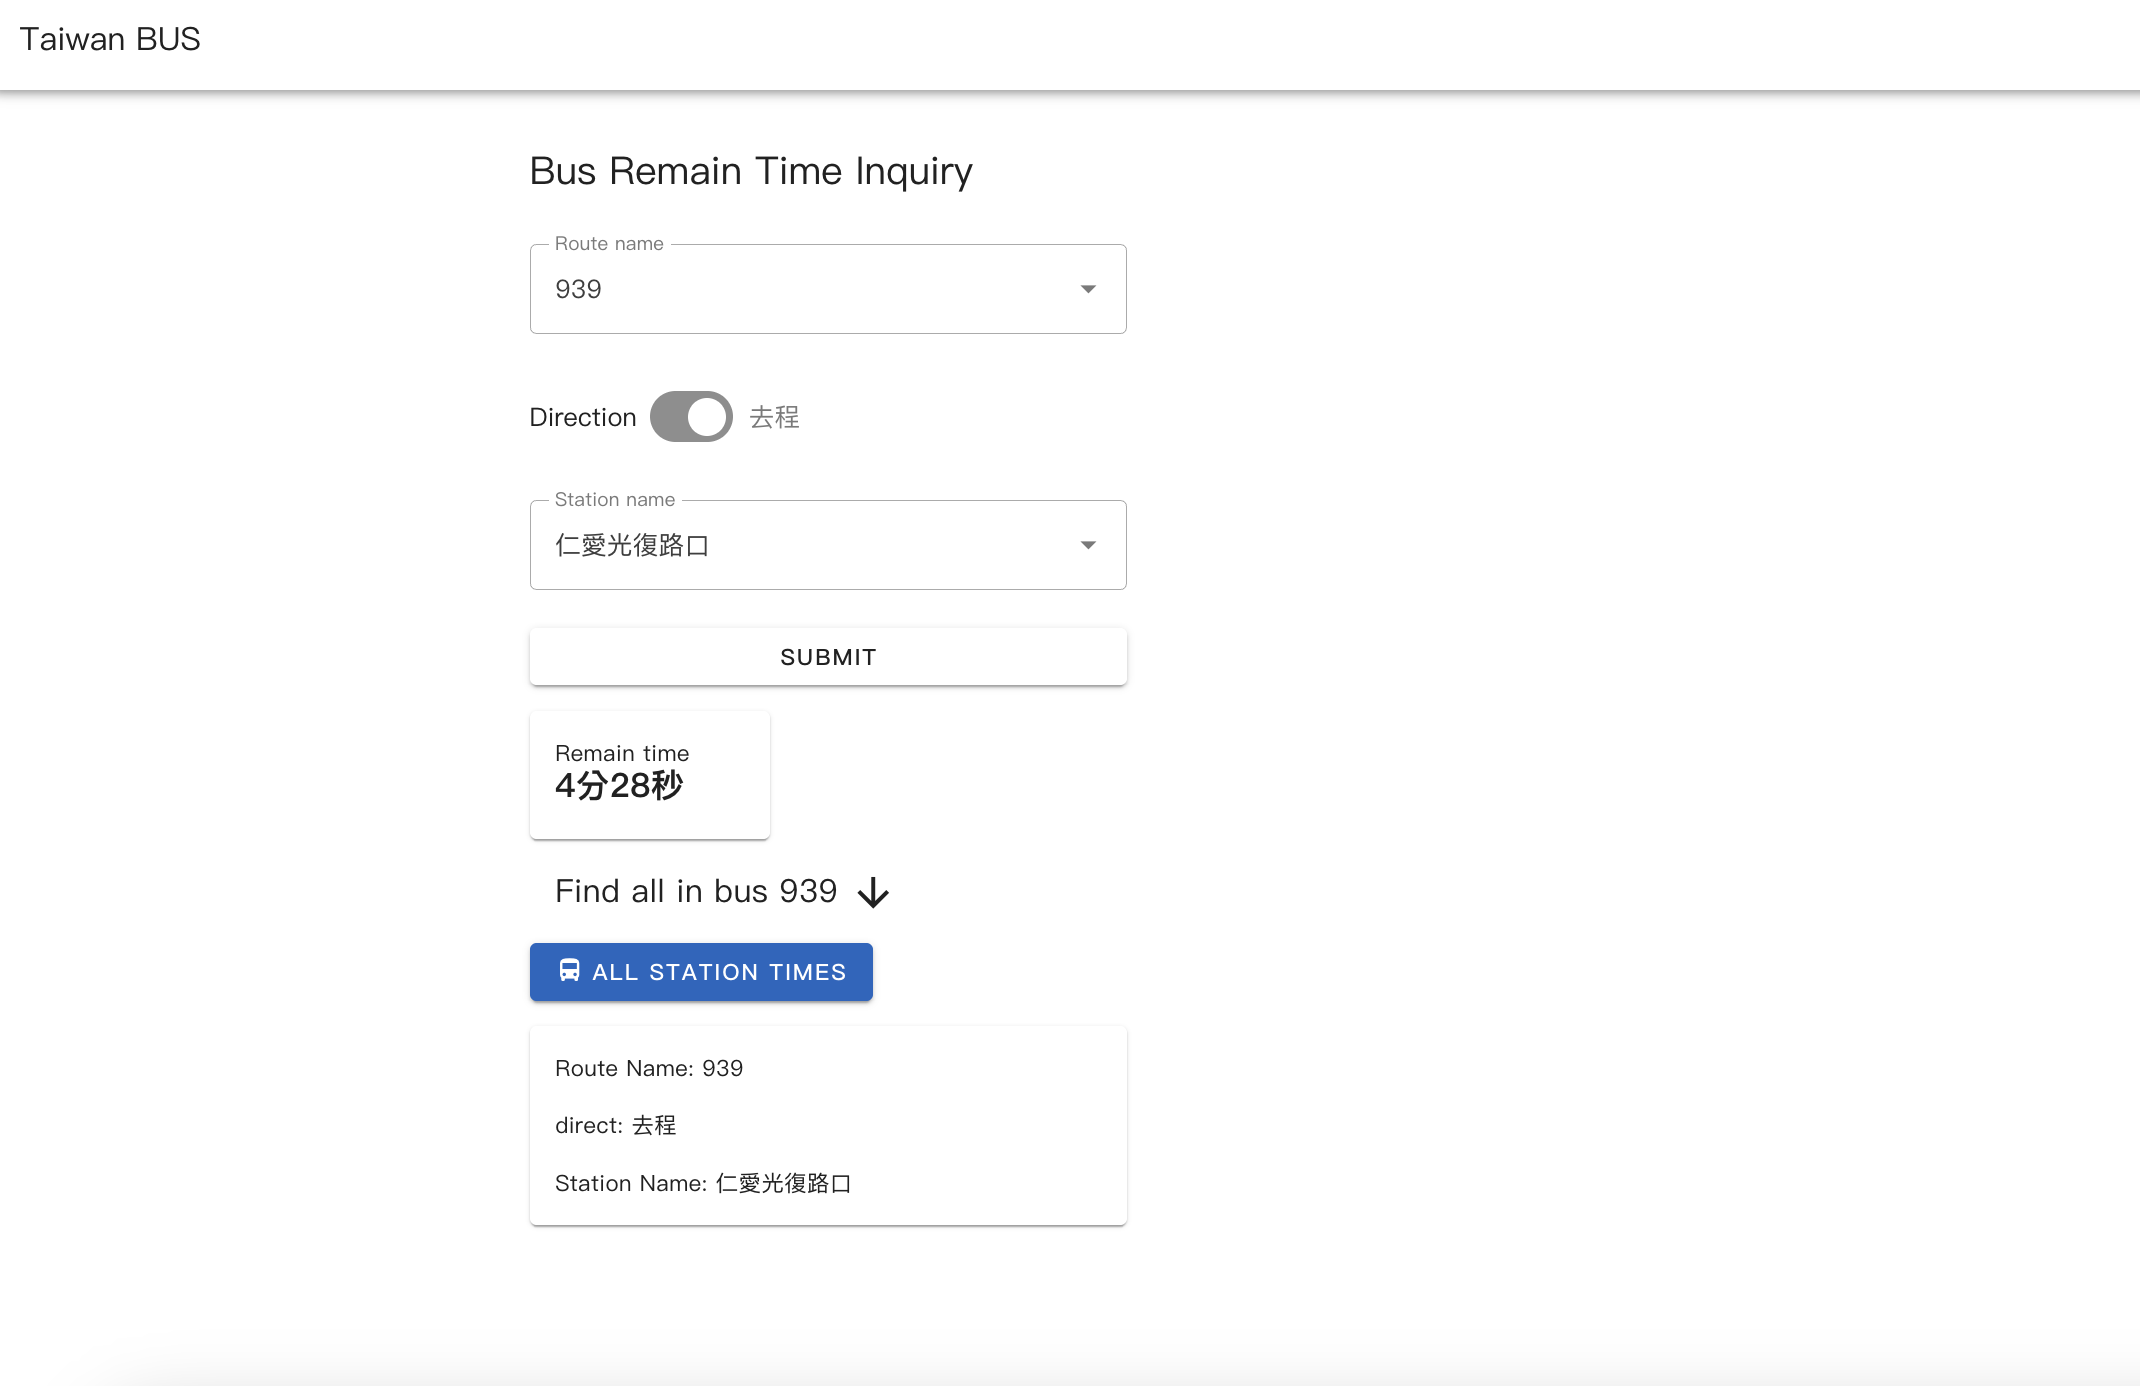 Taiwan BUS
Bus Remain Time Inquiry
Route name
939
Direction 去程
Station name
仁愛光復路口
SUBMIT
Remain time
4分28秒
Find all in bus 939
ALL STATION TIMES
Route Name: 939
direct: 去程
Station Name: 仁愛光復路口